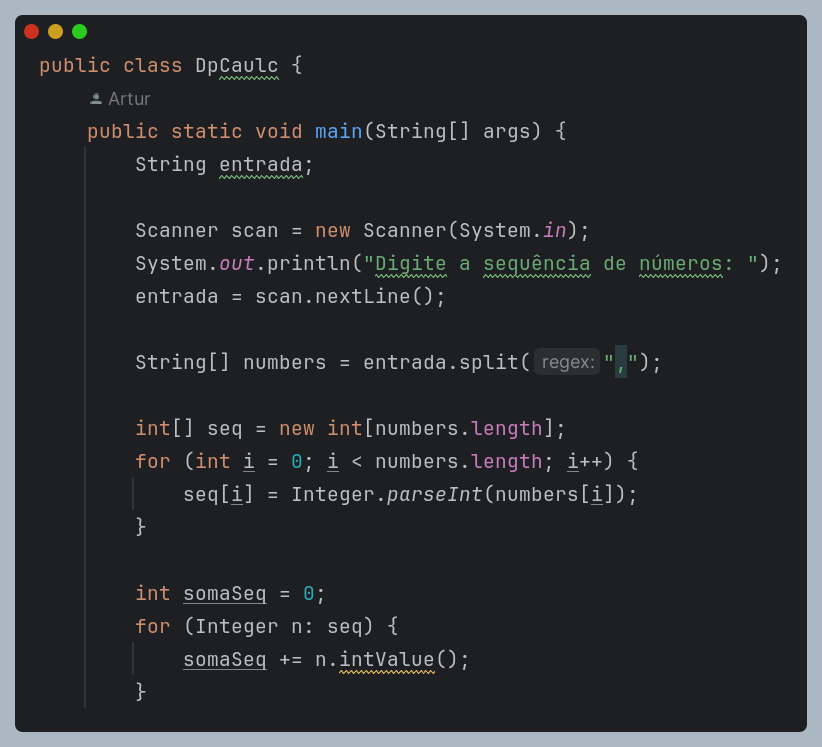 public class DpCaulc {
Artur
public static void main(String[] args) {
String entrada;
Scanner scan = new Scanner(System.in);
System.out.println("Digite a sequência de números: ");
entrada = scan.nextLine();
String[] numbers = entrada.split( regex: ",");
int[] seq = new int[numbers.length];
for (int i = 0; i < numbers.length; i++) {
seq[i] = Integer.parseInt(numbers[i]);
}
int somaSeq = 0;
for (Integer n: seq) {
somaSeq += n.intValue();
}